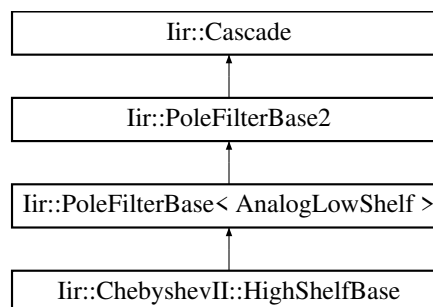 Iir::Cascade
Iir::PoleFilterBase2
Iir::PoleFilterBase< AnalogLowShelf >
Iir::ChebyshevII::HighShelfBase